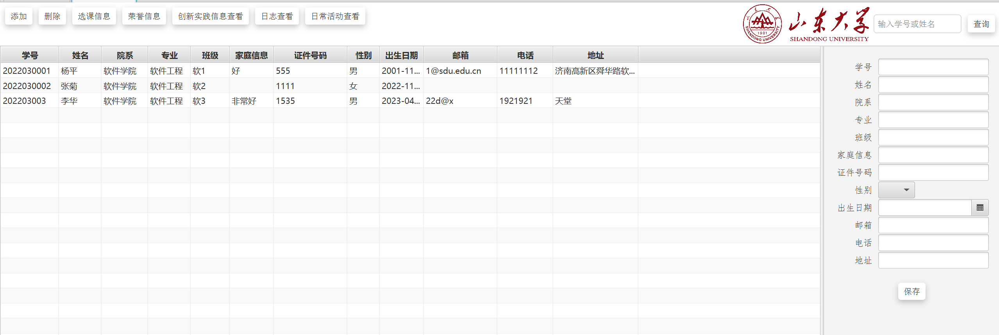 添加 删除 选课信息 荣誉信息 创新实践信息查看 日志查看 日常活动查看
SHANDONG UNIVERSITY 1901
山东大学
SHANDONG UNIVERSITY
输入学号或姓名 查询
学号 姓名 院系 专业 班级 家庭信息 证件号码 性别 出生日期 邮箱 电话 地址
2022030001 杨平 软件学院 软件工程 软1 好 555 男 2001-11... 1@sdu.edu.cn 11111112 济南高新区舜华路软...
2022030002 张菊 软件学院 软件工程 软2 1111 女 2022-11...
202203003 李华 软件学院 软件工程 软3 非常好 1535 男 2023-04... 22d@x 1921921 天堂
学号
姓名
院系
专业
班级
家庭信息
证件号码
性别
出生日期
邮箱
电话
地址
保存